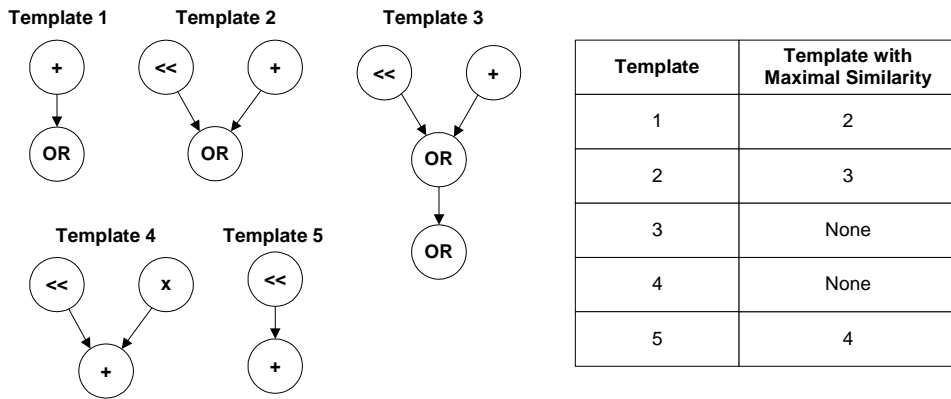 Template 1
Template 2
Template 3
+
<<
+
<<
+
OR
OR
OR
OR
Template 4
Template 5
<<
x
<<
+
+
Template
Template with
Maximal Similarity
1
2
2
3
3
None
4
None
5
4